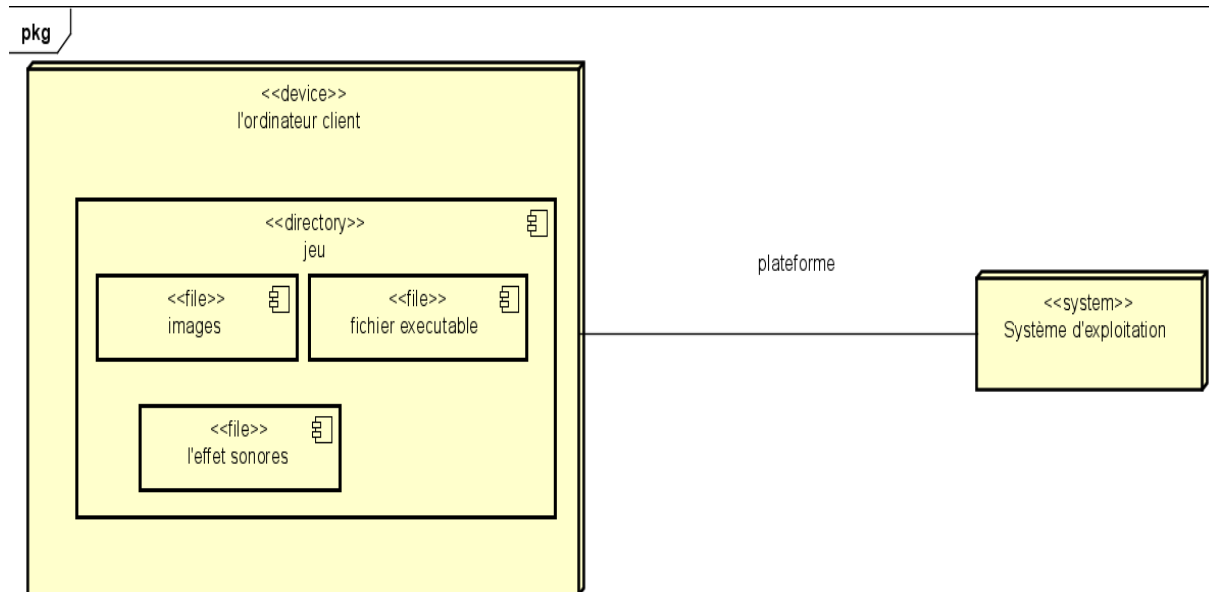 pkg
<<device>>
l'ordinateur client
<<directory>>
jeu
<<file>>
images
<<file>>
fichier executable
<<file>>
l'effet sonores
plateforme
<<system>>
Système d'exploitation